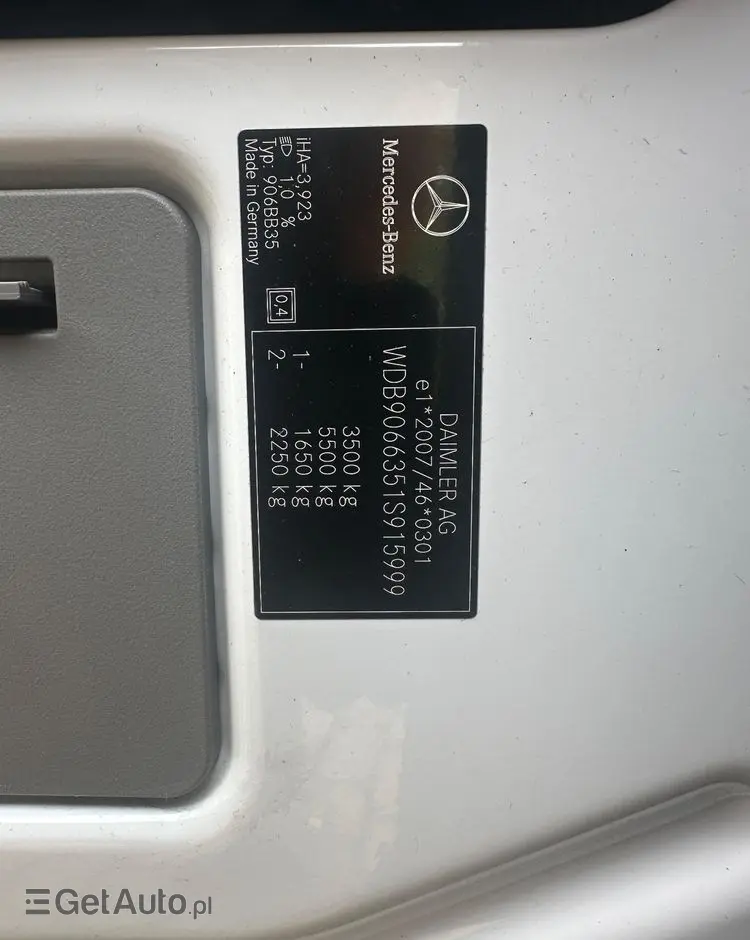 Mercedes-Benz
iHA=3,923
1,0 %
Typ: 906BB35
Made in Germany
0,4
DAIMLER AG
e1*2007/46*0301
WDB9066351S915999
3500 kg
5500 kg
1- 1650 kg
2- 2250 kg
GetAuto.pl